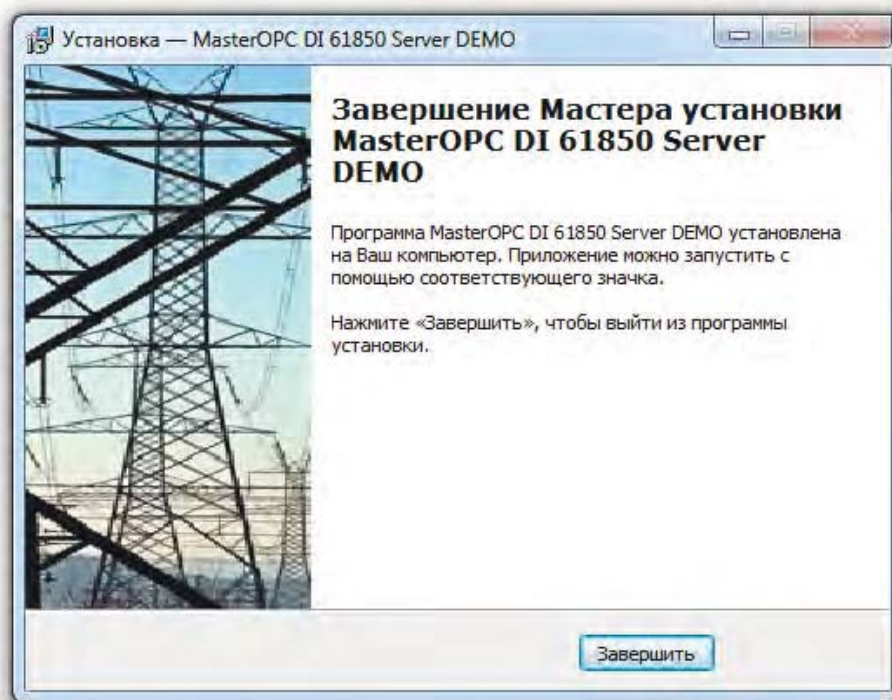 Установка — MasterOPC DI 61850 Server DEMO
Завершение Мастера установки
MasterOPC DI 61850 Server
DEMO
Программа MasterOPC DI 61850 Server DEMO установлена
на Ваш компьютер. Приложение можно запустить с
помощью соответствующего значка.
Нажмите «Завершить», чтобы выйти из программы
установки.
Завершить